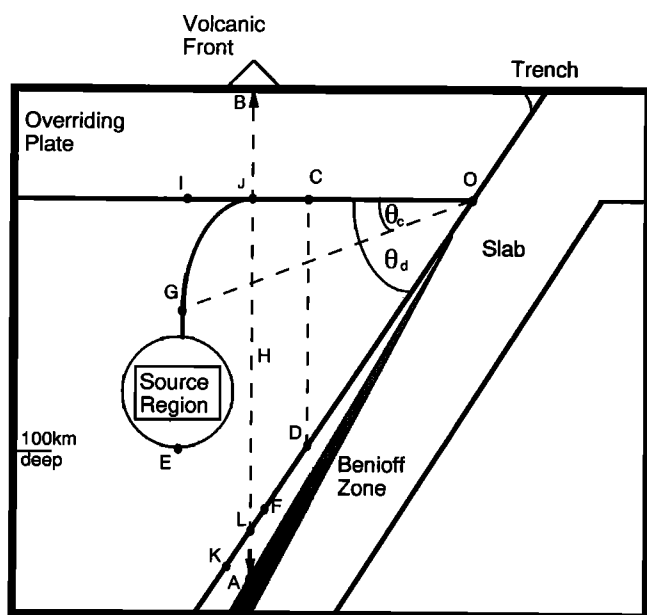 Volcanic
Front
Trench
B
Overriding
Plate
I
J
C
O
θc
θd
Slab
G
H
Source
Region
D
100km
deep
E
Benioff
Zone
F
L
K
A